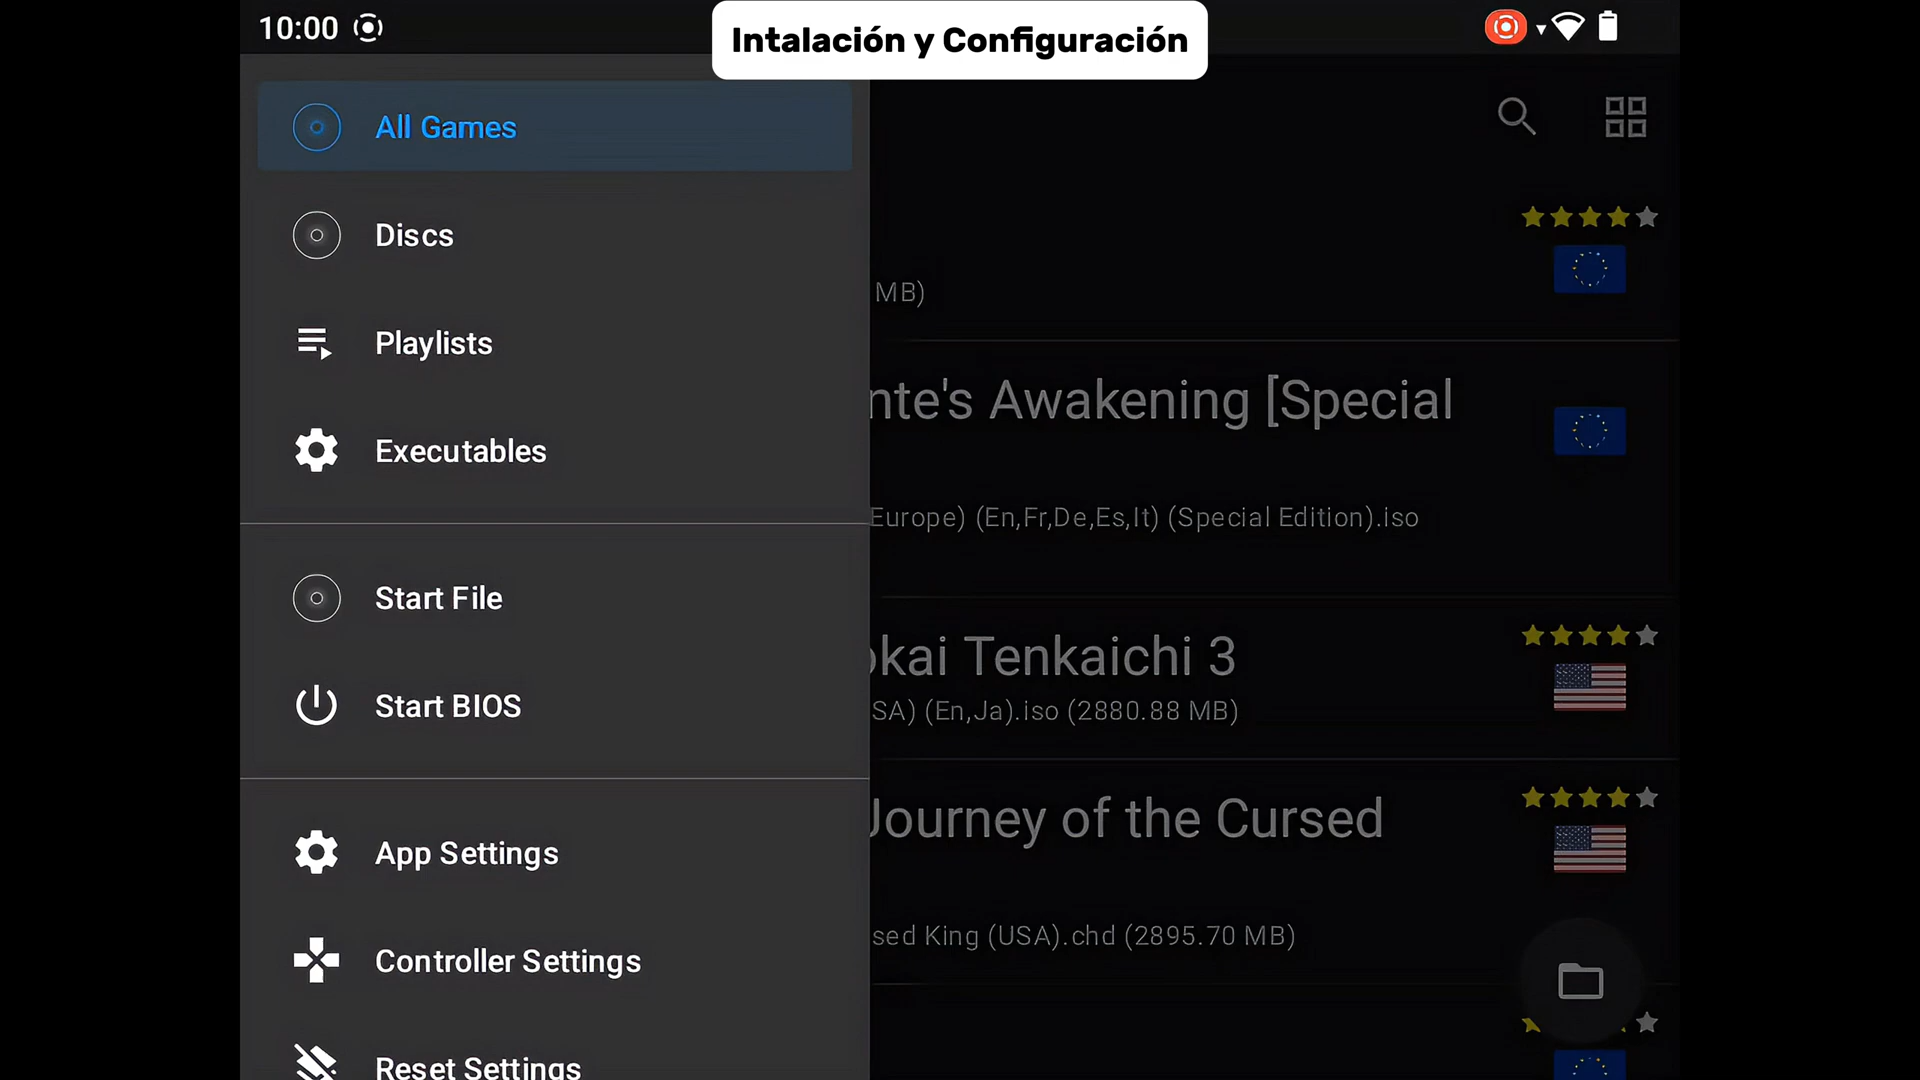 10:00
Intalación y Configuración
All Games
Discs
Playlists
Executables
Start File
Start BIOS
App Settings
Controller Settings
Reset Settings
MB)
nte's Awakening [Special
Europe) (En,Fr,De,Es,It) (Special Edition).iso
okai Tenkaichi 3
SA) (En,Ja).iso (2880.88 MB)
Journey of the Cursed
sed King (USA).chd (2895.70 MB)